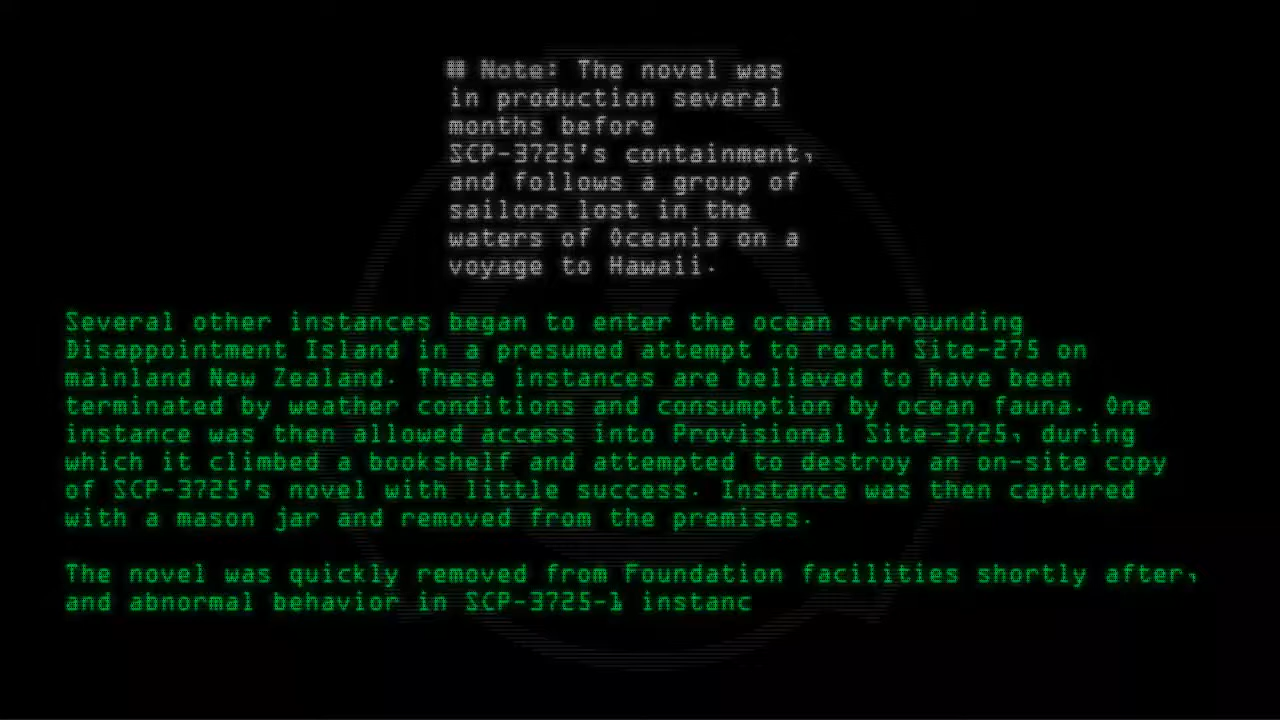 # Note: The novel was
in production several
months before
SCP-3725's containment,
and follows a group of
sailors lost in the
waters of Oceania on a
voyage to Hawaii.
Several other instances began to enter the ocean surrounding
Disappointment Island in a presumed attempt to reach Site-275 on
mainland New Zealand. These instances are believed to have been
terminated by weather conditions and consumption by ocean fauna. One
instance was then allowed access into Provisional Site-3725, during
which it climbed a bookshelf and attempted to destroy an on-site copy
of SCP-3725's novel with little success. Instance was then captured
with a mason jar and removed from the premises.
The novel was quickly removed from Foundation facilities shortly after,
and abnormal behavior in SCP-3725-1 instanc